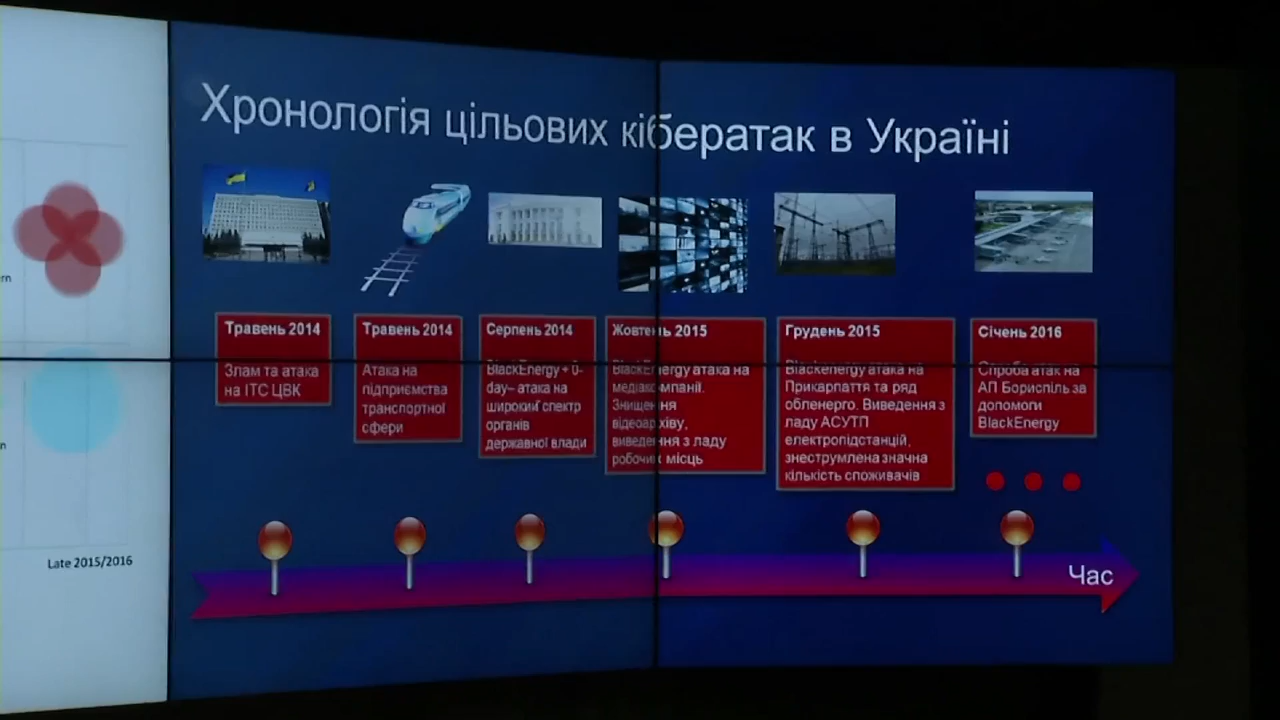 Хронологія цільових кібератак в Україні
Травень 2014
Злам та атака
на ІТС ЦВК
Травень 2014
Атака на
підприємства
транспортної
сфери
Серпень 2014
BlackEnergy + 0-
day– атака на
широкий спектр
органів
державної влади
Жовтень 2015
BlackEnergy атака на
медіакомпанії.
Знищення
відеоархіву,
виведення з ладу
робочих місць
Грудень 2015
Blackenergy атака на
Прикарпаття та ряд
обленерго. Виведення з
ладу АСУТП
електропідстанцій,
знеструмлена значна
кількість споживачів
Січень 2016
Спроба атак на
АП Бориспіль за
допомоги
BlackEnergy
Час
Late 2015/2016